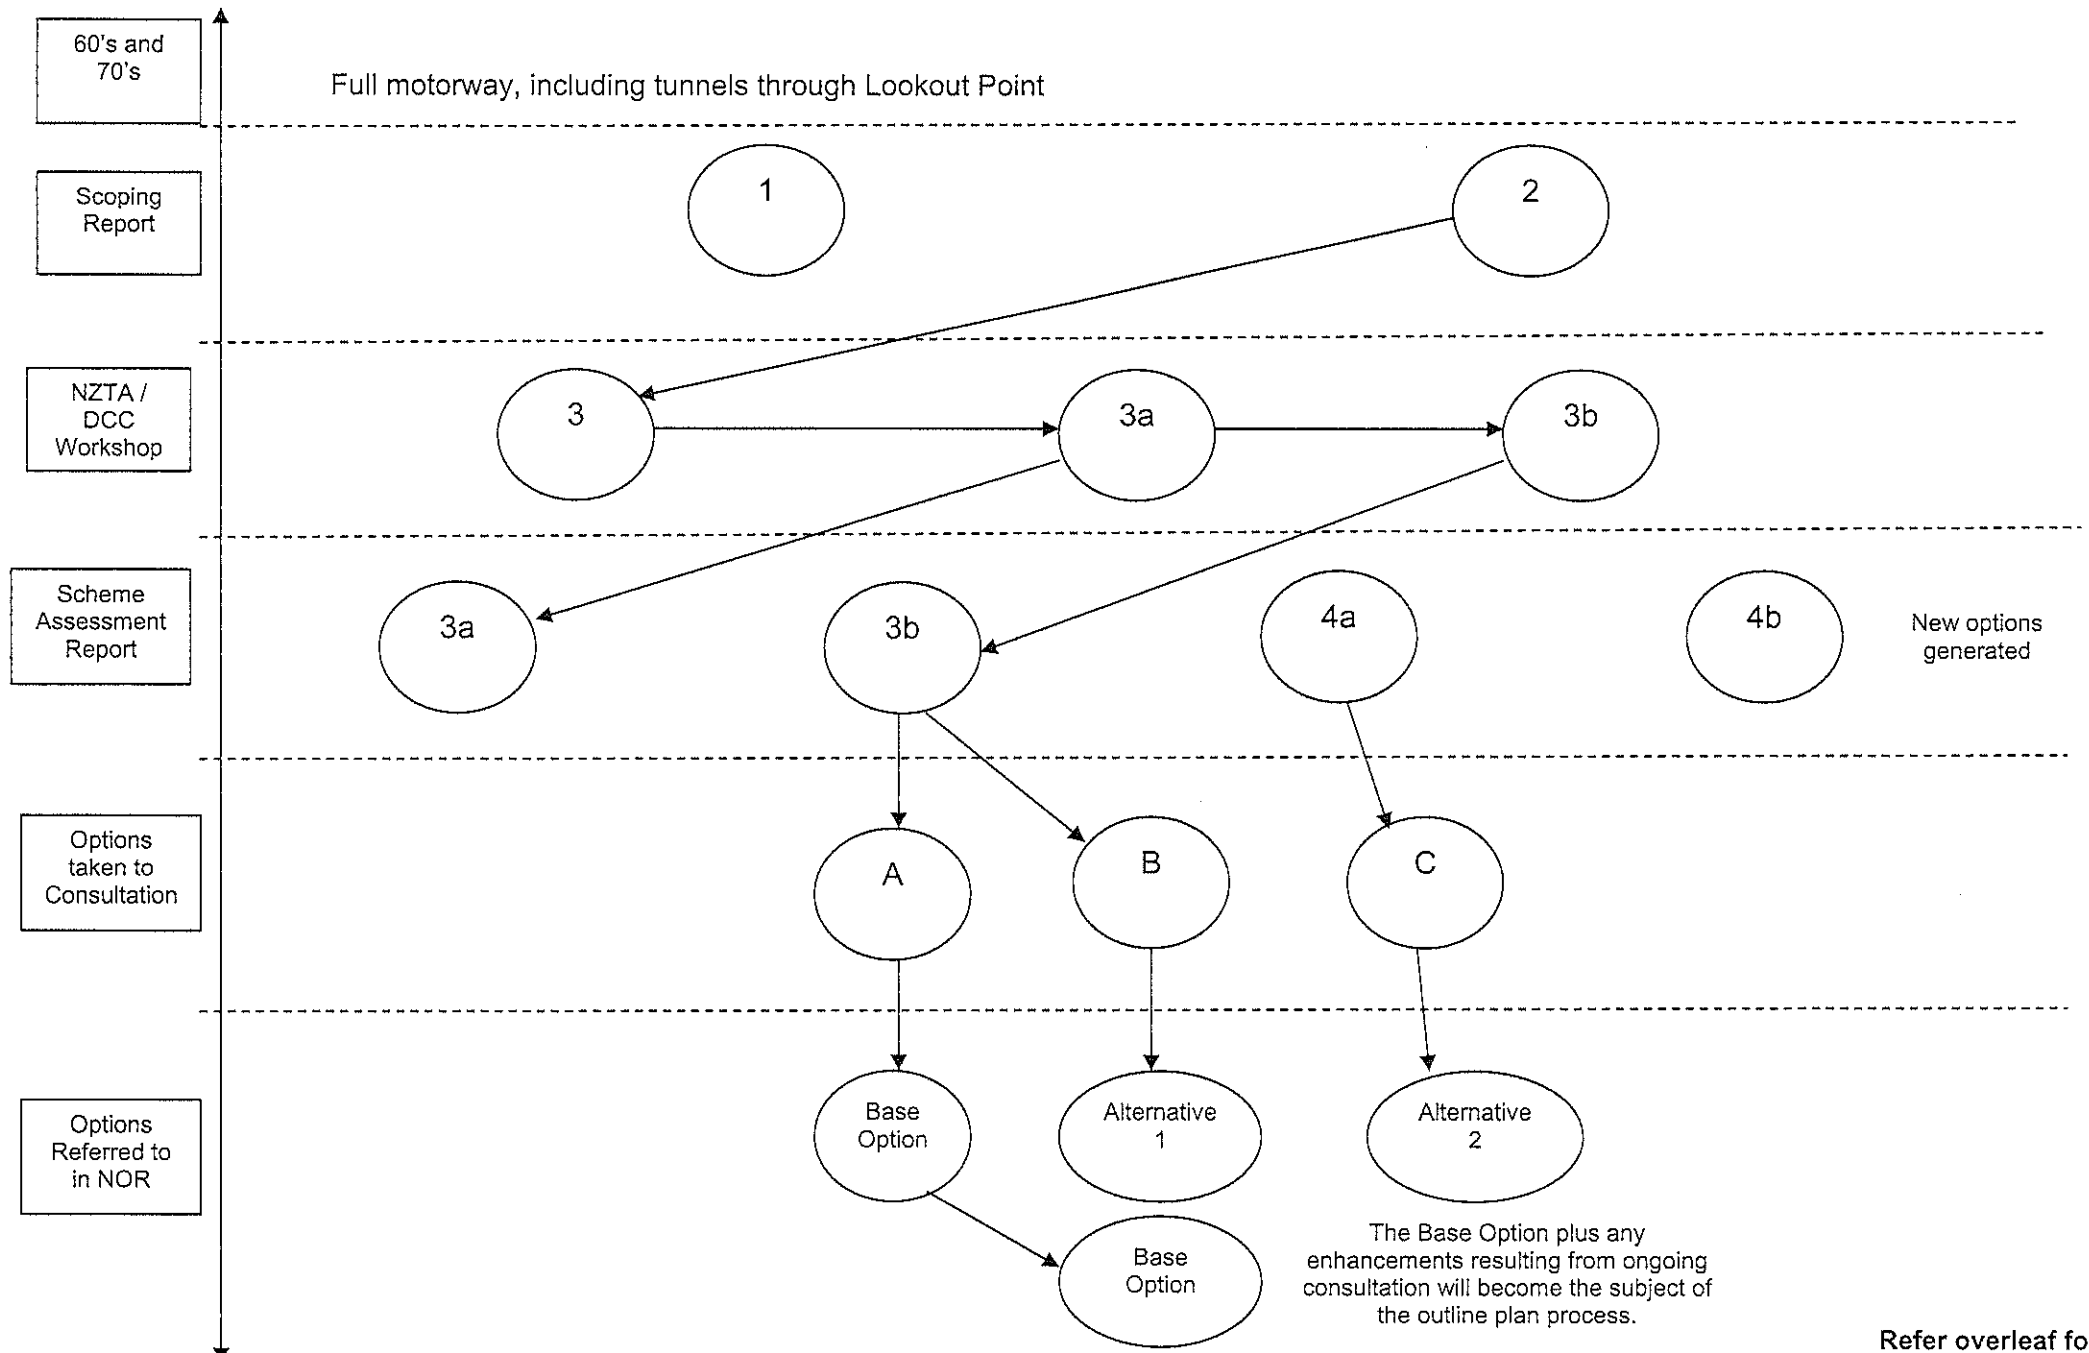 60's and
70's
Full motorway, including tunnels through Lookout Point
Scoping
Report
1
2
NZTA /
DCC
Workshop
3
3a
3b
Scheme
Assessment
Report
3a
3b
4a
4b
New options
generated
Options
taken to
Consultation
A
B
C
Options
Referred to
in NOR
Base
Option
Alternative
1
Alternative
2
Base
Option
The Base Option plus any
enhancements resulting from ongoing
consultation will become the subject of
the outline plan process.
Refer overleaf fo